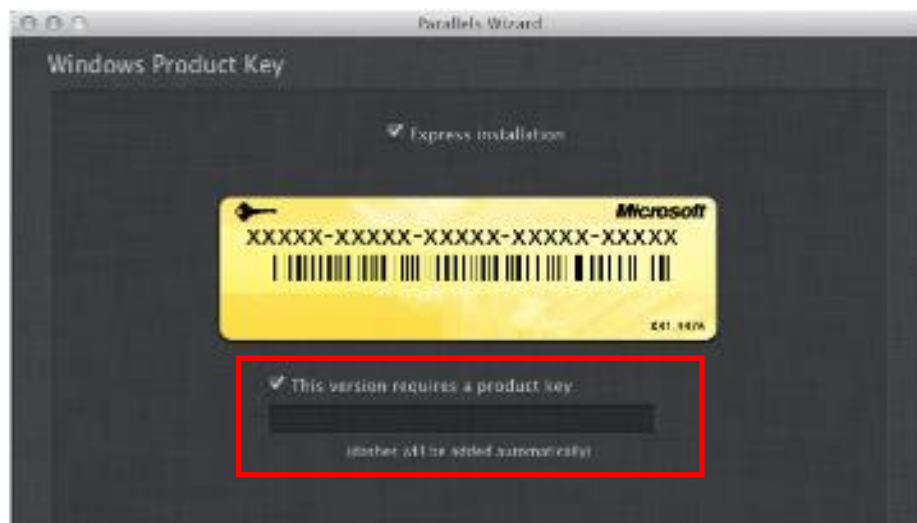 Parallels Wizard
Windows Product Key
Express installation
Microsoft
XXXXX-XXXXX-XXXXX-XXXXX-XXXXX
This version requires a product key
(dashes will be added automatically)